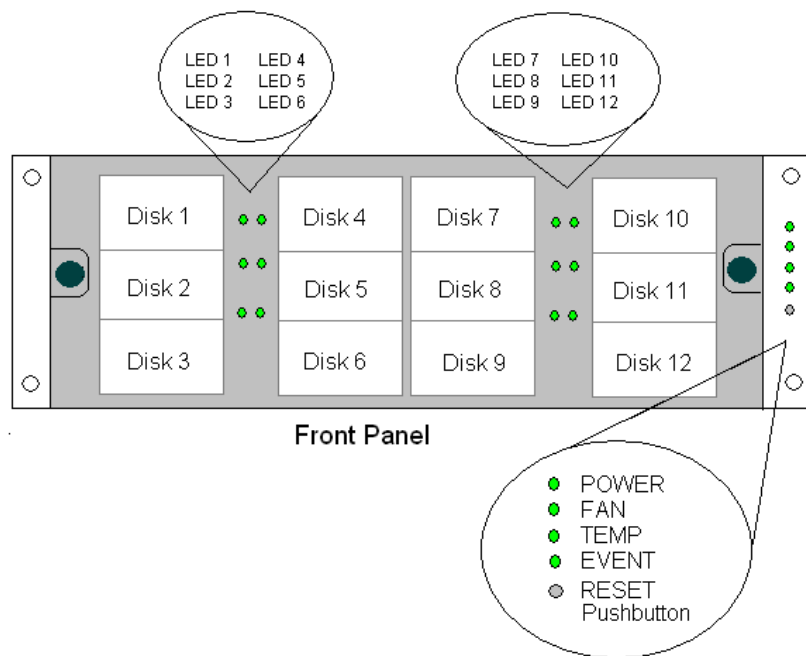 LED 1 LED 4
LED 2 LED 5
LED 3 LED 6
LED 7 LED 10
LED 8 LED 11
LED 9 LED 12
Disk 1
Disk 2
Disk 3
Disk 4
Disk 5
Disk 6
Disk 7
Disk 8
Disk 9
Disk 10
Disk 11
Disk 12
Front Panel
POWER
FAN
TEMP
EVENT
RESET
Pushbutton